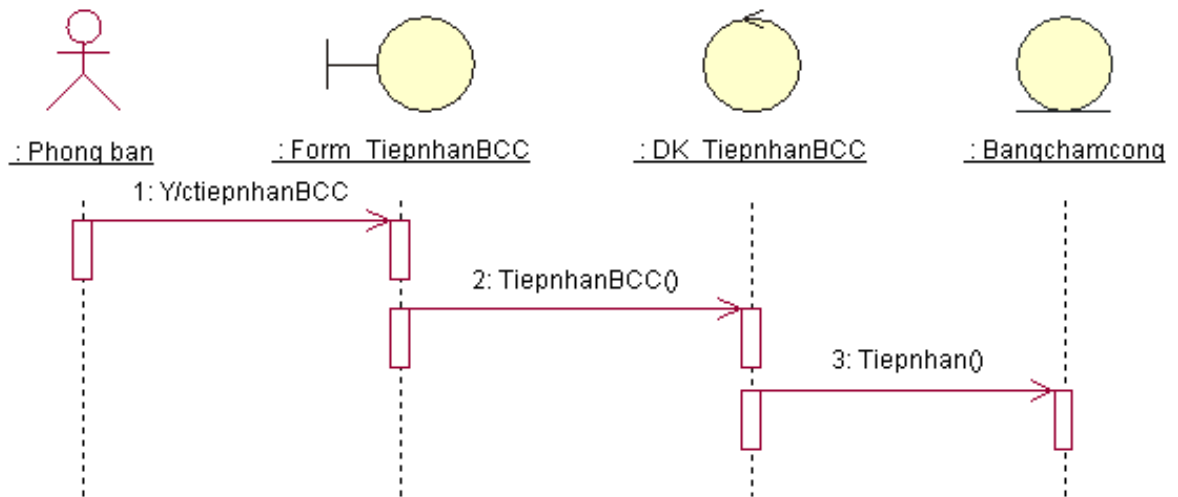 : Phong ban
: Form_TiepnhanBCC
: DK_TiepnhanBCC
: Bangchamcong
1: Y/ctiepnhanBCC
2: TiepnhanBCC()
3: Tiepnhan()